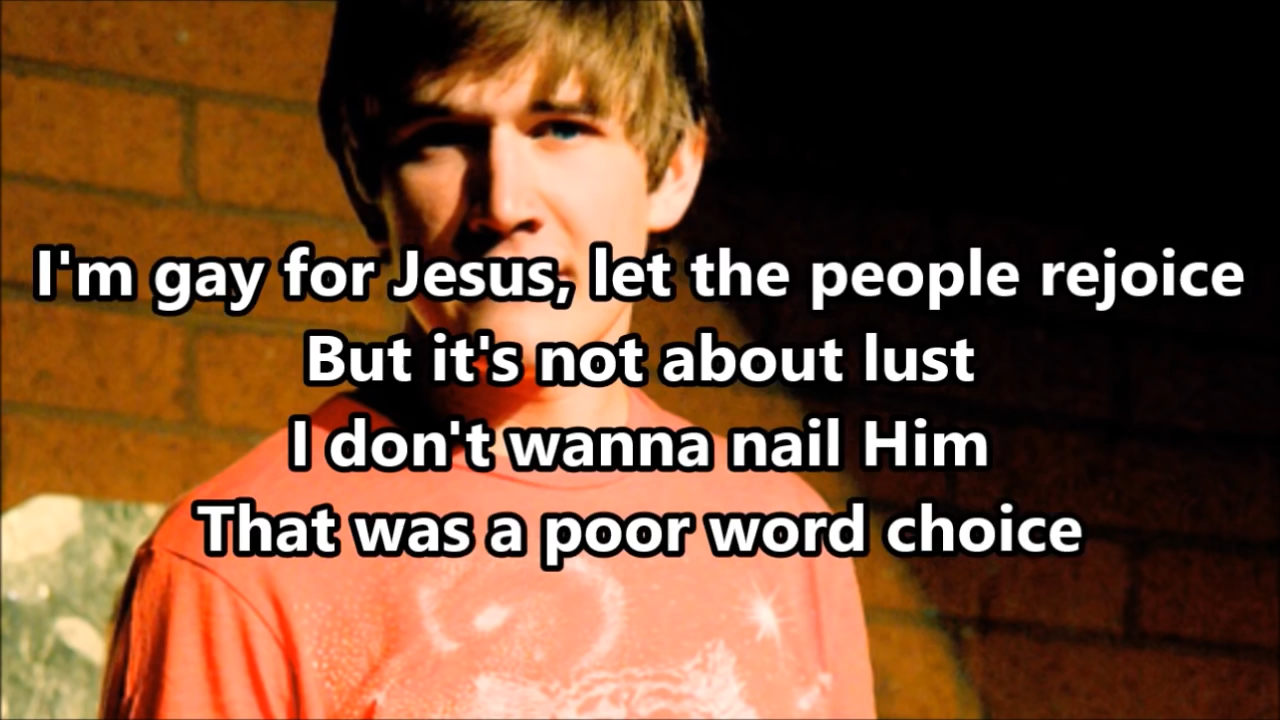 I'm gay for Jesus, let the people rejoice
But it's not about lust
I don't wanna nail Him
That was a poor word choice